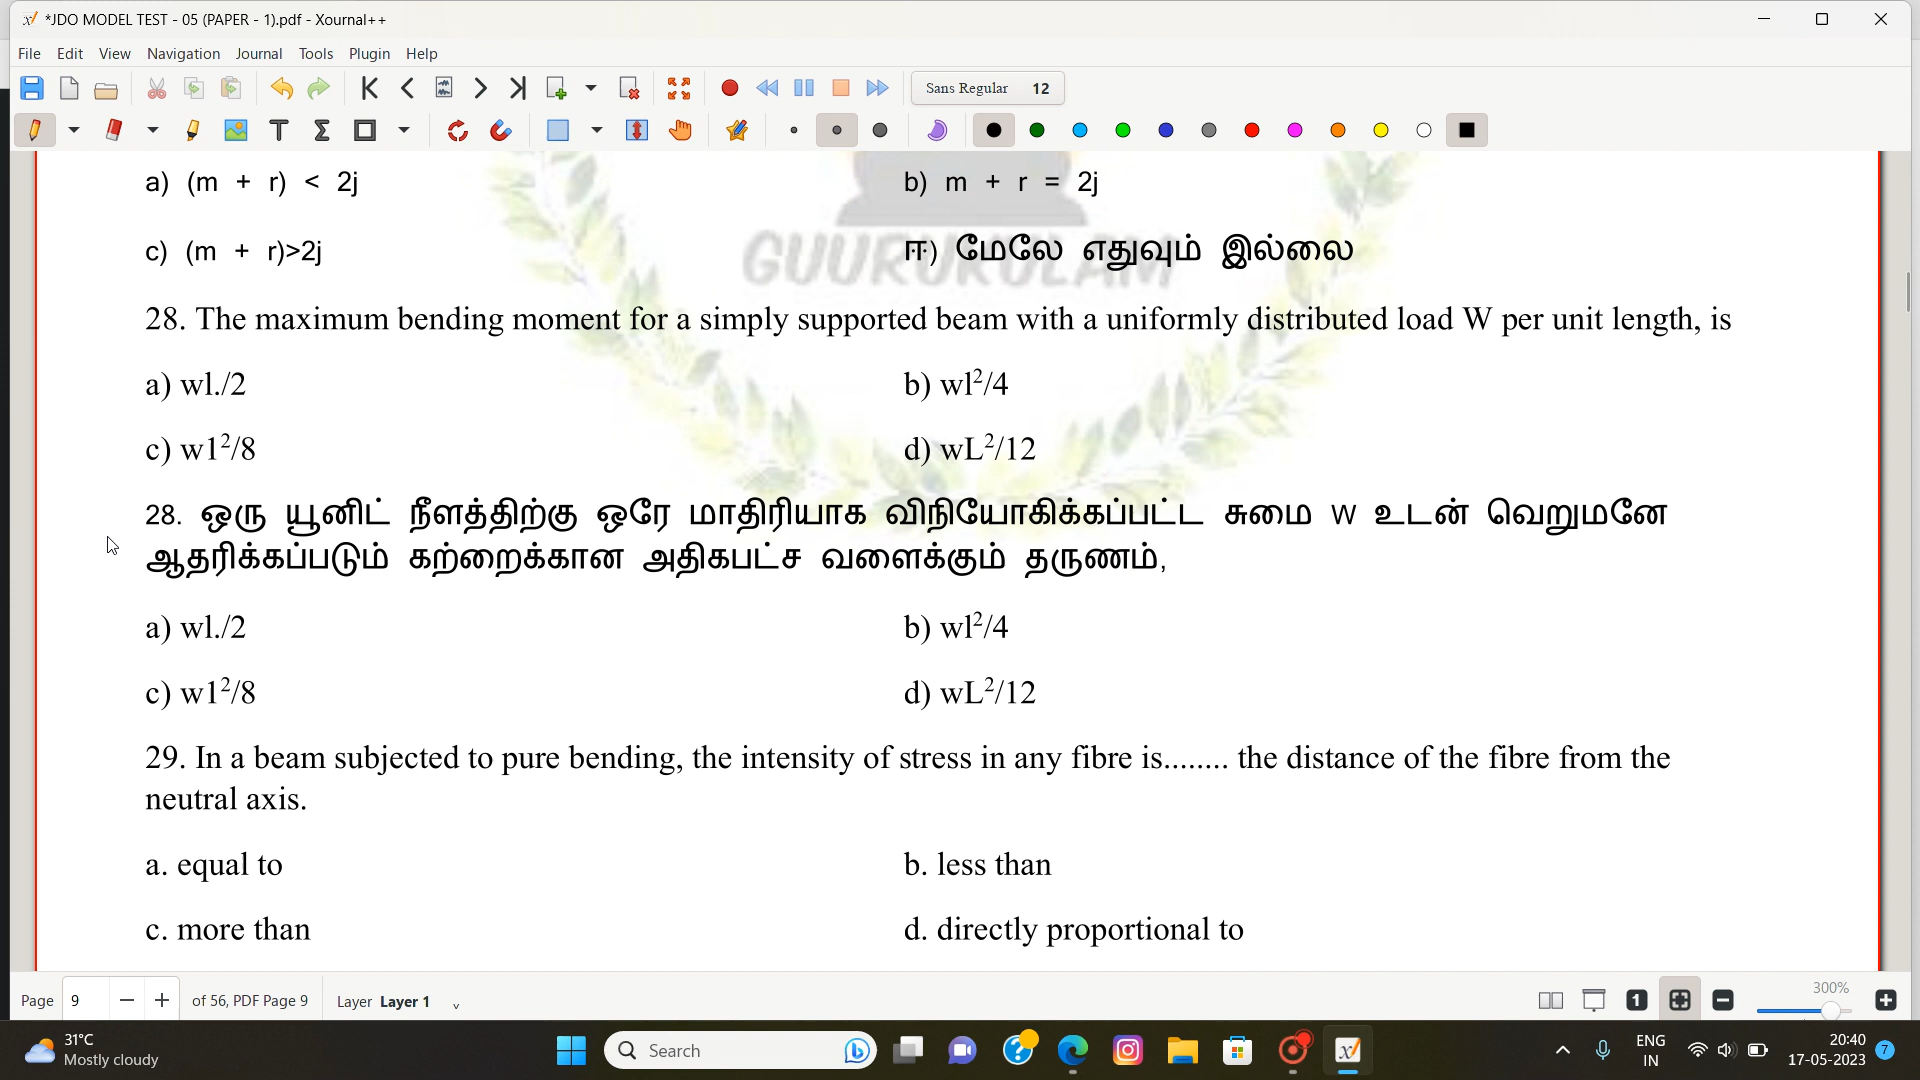 *JDO MODEL TEST - 05 (PAPER - 1).pdf - Xournal++
File Edit View Navigation Journal Tools Plugin Help
Sans Regular 12
a) (m + r) < 2j b) m + r = 2j
c) (m + r)>2j ஈ) மேலே எதுவும் இல்லை
GUURUKULAM
28. The maximum bending moment for a simply supported beam with a uniformly distributed load W per unit length, is
a) wl./2 b) wl²/4
c) w1²/8 d) wL²/12
28. ஒரு யூனிட் நீளத்திற்கு ஒரே மாதிரியாக விநியோகிக்கப்பட்ட சுமை W உடன் வெறுமனே
ஆதரிக்கப்படும் கற்றைக்கான அதிகபட்ச வளைக்கும் தருணம்,
a) wl./2 b) wl²/4
c) w1²/8 d) wL²/12
29. In a beam subjected to pure bending, the intensity of stress in any fibre is........ the distance of the fibre from the
neutral axis.
a. equal to b. less than
c. more than d. directly proportional to
Page 9 of 56, PDF Page 9 Layer Layer 1 300%
31°C
Mostly cloudy
Search
ENG
IN
20:40
17-05-2023
7